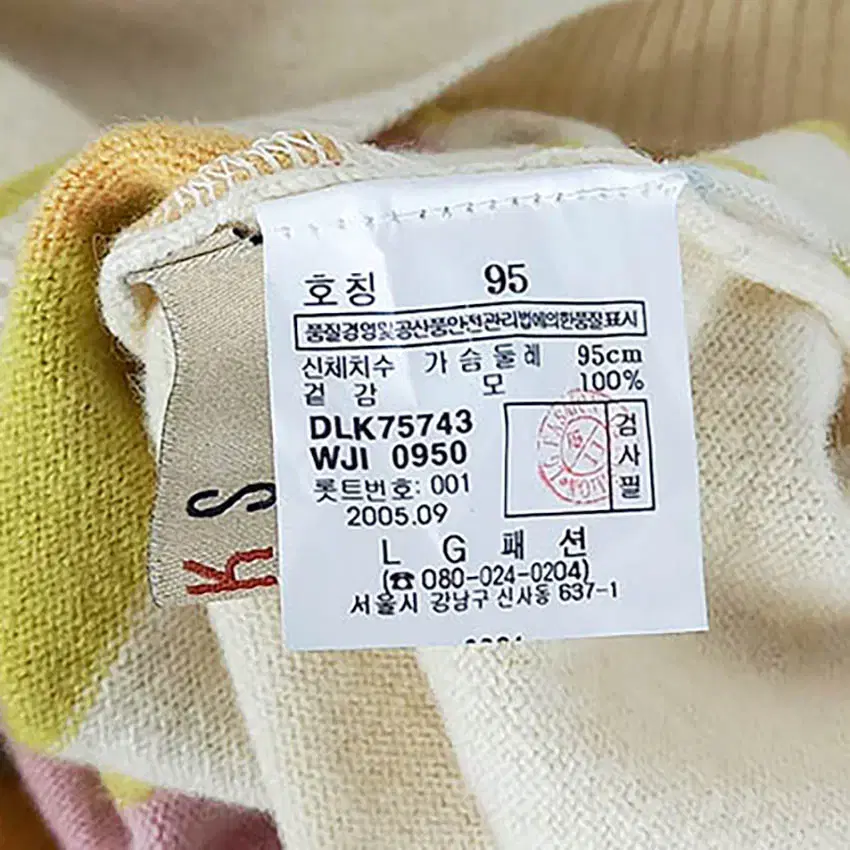 호칭 95
품질경영및공산품안전관리법에의한품질표시
신체치수 가슴둘레 95cm
겉감 모 100%
DLK75743
WJI 0950
롯트번호: 001
2005.09
검사필
L G 패션
(☎080-024-0204)
서울시 강남구 신사동 637-1
S
k